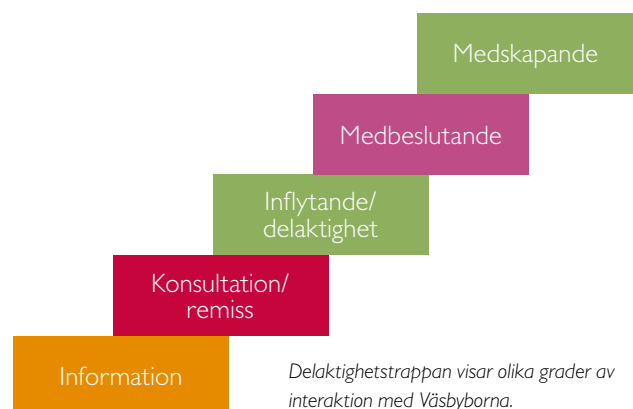 Medskapande
Medbeslutande
Inflytande/
delaktighet
Konsultation/
remiss
Information
Delaktighetstrappan visar olika grader av
interaktion med Väsbyborna.